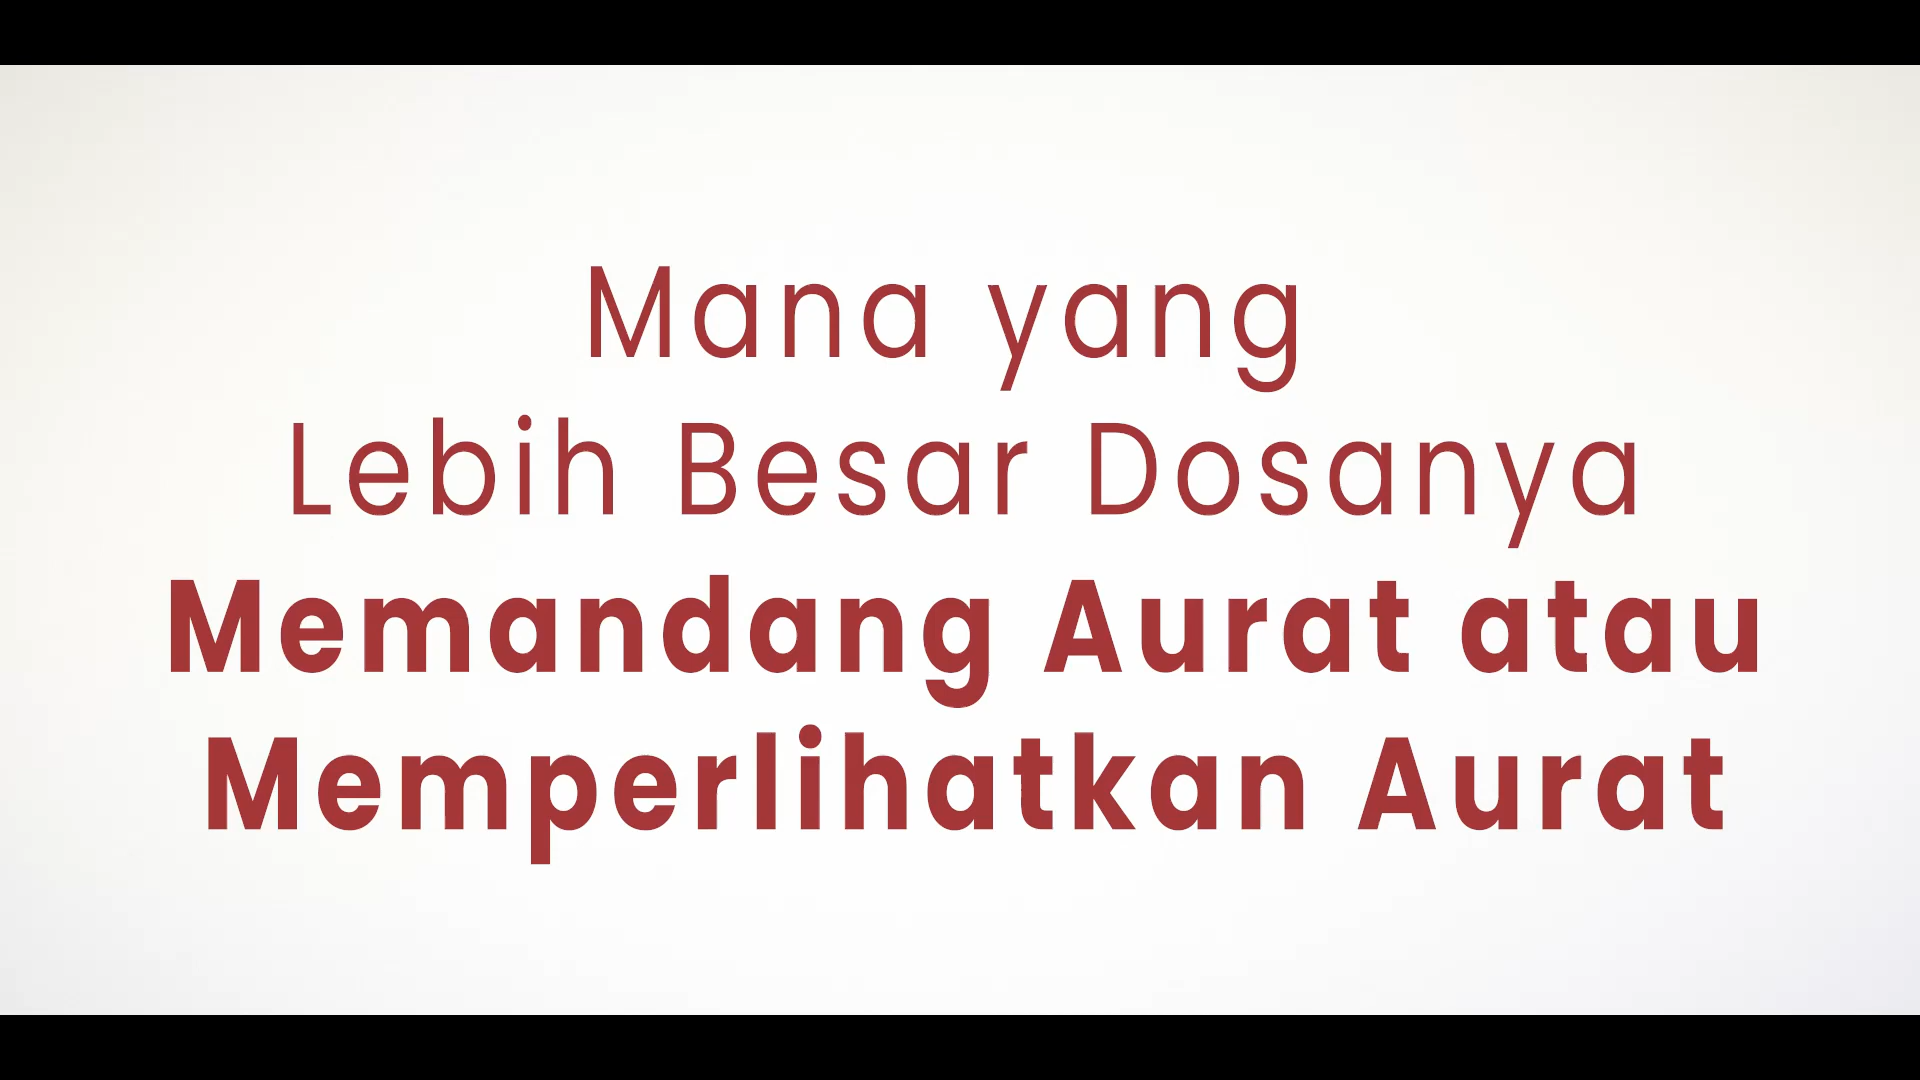 Mana yang
Lebih Besar Dosanya
Memandang Aurat atau
Memperlihatkan Aurat